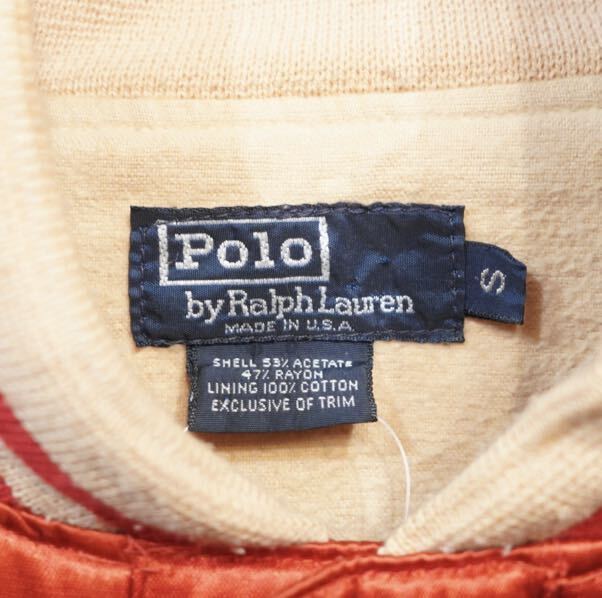 Polo
by Ralph Lauren
MADE IN U.S.A.
S
SHELL 53% ACETATE
47% RAYON
LINING 100% COTTON
EXCLUSIVE OF TRIM